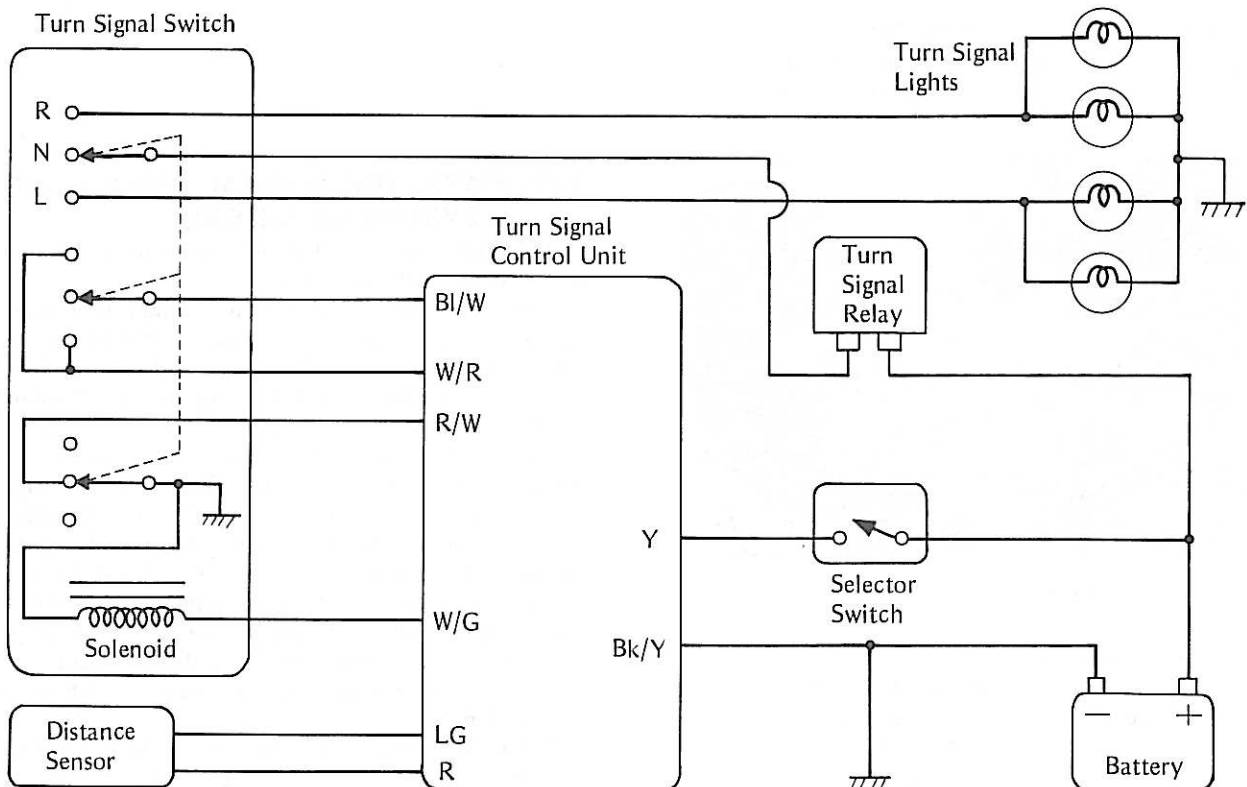 Turn Signal Switch
R
N
L
Turn Signal
Lights
Turn Signal
Control Unit
Turn
Signal
Relay
Bl/W
W/R
R/W
Y
Selector
Switch
W/G
Solenoid
Bk/Y
Distance
Sensor
LG
R
− +
Battery